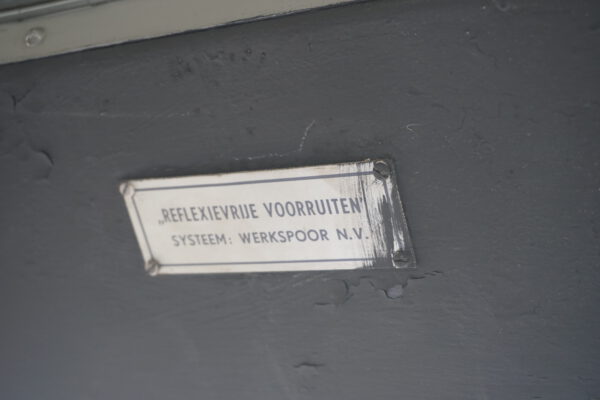 „REFLEXIEVRIJE VOORRUITEN”
SYSTEEM: WERKSPOOR N.V.